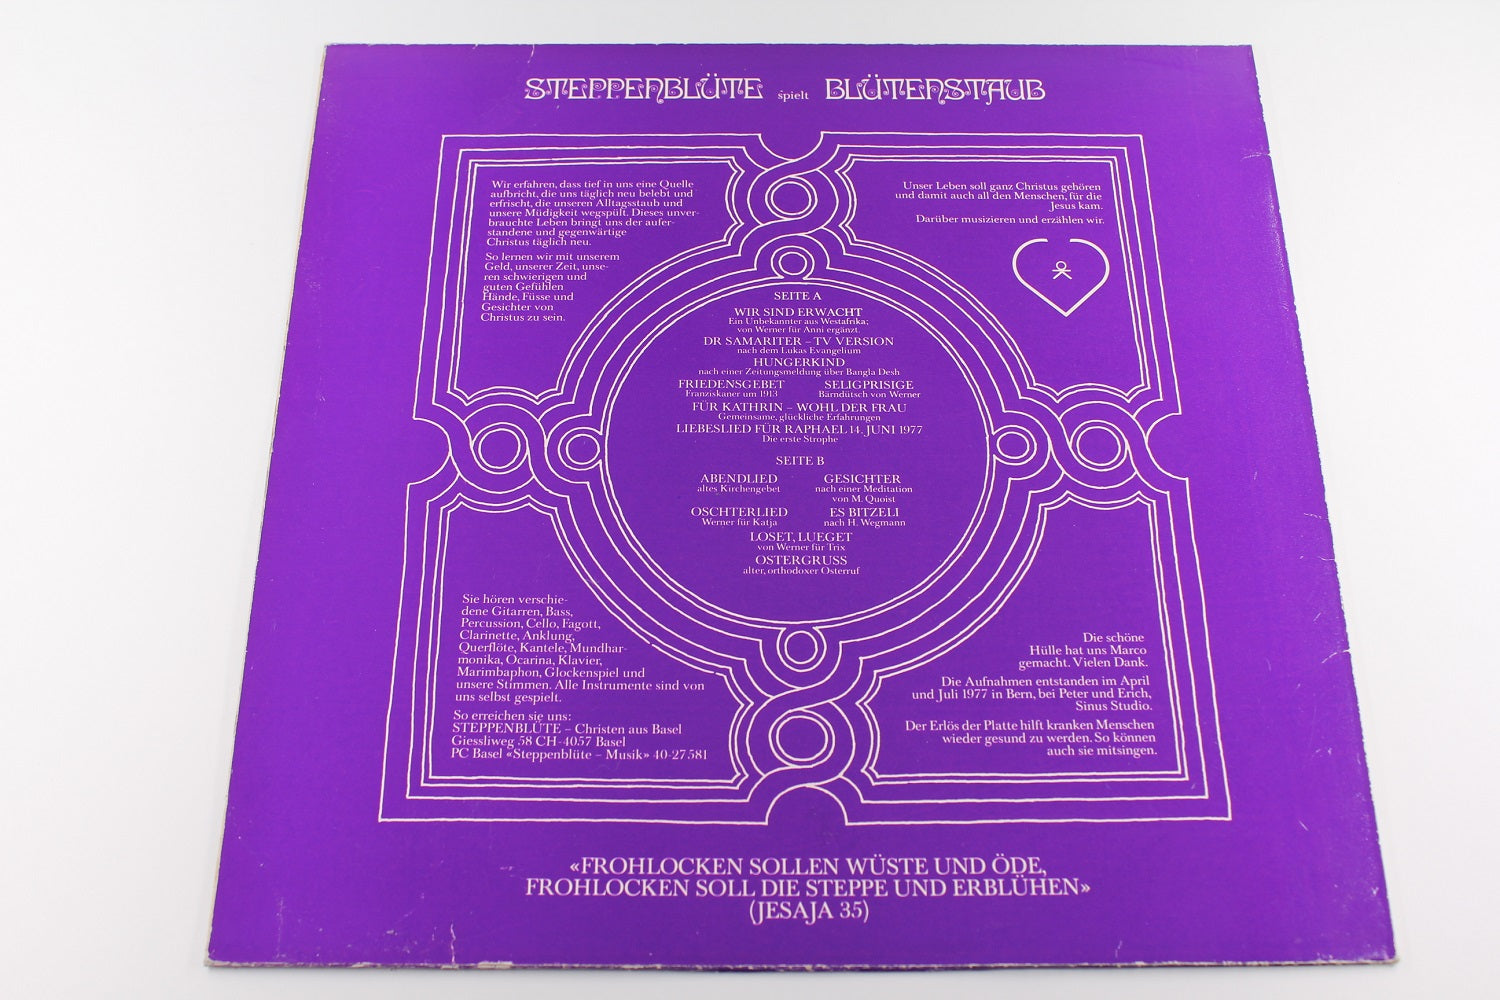 STEPPENBLÜTE spielt BLÜTENSTAUB
Wir erfahren, dass tief in uns eine Quelle
aufbricht, die uns täglich neu belebt und
erfrischt, die unseren Alltagsstaub und
unsere Müdigkeit wegspült. Dieses unver-
brauchte Leben bringt uns der aufer-
standene und gegenwärtige
Christus täglich neu.
So lernen wir mit unserem
Geld, unserer Zeit, unse-
ren schwierigen und
guten Gefühlen
Hände, Füsse und
Gesichter von
Christus zu sein.
Unser Leben soll ganz Christus gehören
und damit auch all den Menschen, für die
Jesus kam.
Darüber musizieren und erzählen wir.
SEITE A
WIR SIND ERWACHT
Ein Unbekannter aus Westafrika;
von Werner für Anni ergänzt.
DR SAMARITER – TV VERSION
nach dem Lukas Evangelium
HUNGERKIND
nach einer Zeitungsmeldung über Bangla Desh
FRIEDENSGEBET SELIGPRISIGE
Franziskaner um 1913 Bärndütsch von Werner
FÜR KATHRIN – WOHL DER FRAU
Gemeinsame, glückliche Erfahrungen
LIEBESLIED FÜR RAPHAEL 14. JUNI 1977
Die erste Strophe
SEITE B
ABENDLIED GESICHTER
altes Kirchengebet nach einer Meditation
von M. Quoist
OSCHTERLIED ES BITZELI
Werner für Katja nach H. Wegmann
LOSET, LUEGET
von Werner für Trix
OSTERGRUSS
alter, orthodoxer Osterruf
Sie hören verschie-
dene Gitarren, Bass,
Percussion, Cello, Fagott,
Clarinette, Anklung,
Querflöte, Kantele, Mundhar-
monika, Ocarina, Klavier,
Marimbaphon, Glockenspiel und
unsere Stimmen. Alle Instrumente sind von
uns selbst gespielt.
So erreichen sie uns:
STEPPENBLÜTE – Christen aus Basel
Giessliweg 58 CH-4057 Basel
PC Basel «Steppenblüte – Musik» 40-27581
Die schöne
Hülle hat uns Marco
gemacht. Vielen Dank.
Die Aufnahmen entstanden im April
und Juli 1977 in Bern, bei Peter und Erich,
Sinus Studio.
Der Erlös der Platte hilft kranken Menschen
wieder gesund zu werden. So können
auch sie mitsingen.
«FROHLOCKEN SOLLEN WÜSTE UND ÖDE,
FROHLOCKEN SOLL DIE STEPPE UND ERBLÜHEN»
(JESAJA 35)